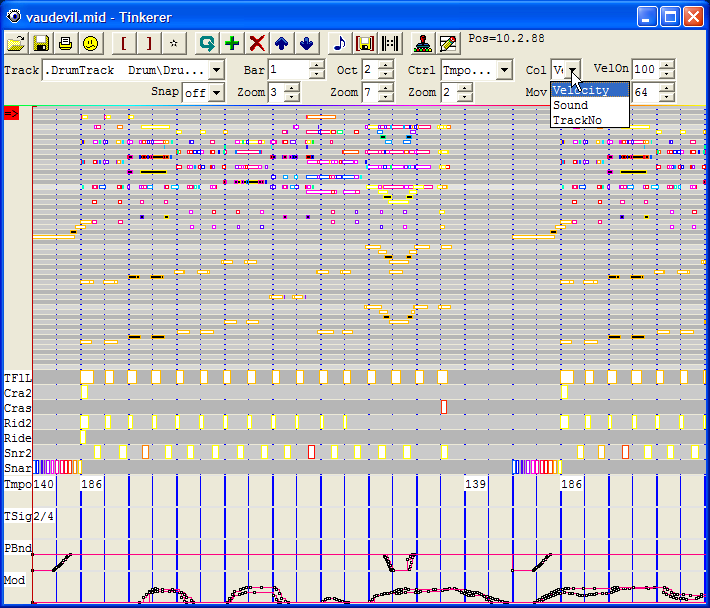 vaudevil.mid - Tinkerer
[ ] Pos=10.2.88
Track .DrumTrack Drum\Dru... Bar 1 Oct 2 Ctrl Tmpo... Col VelOn 100
Snap off Zoom 3 Zoom 7 Zoom 2 Mov 64
Velocity
Sound
TrackNo
=>
TFlL
Cra2
Cras
Rid2
Ride
Snr2
Snar
Tmpo 140 186 139 186
TSig 2/4
PBnd
Mod